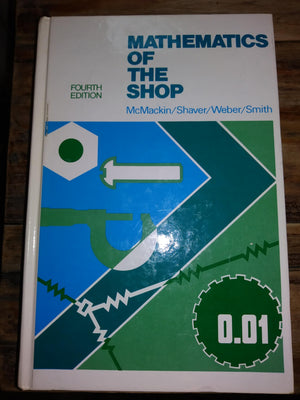 MATHEMATICS
OF
THE
SHOP
FOURTH
EDITION
McMackin/Shaver/Weber/Smith
0.01